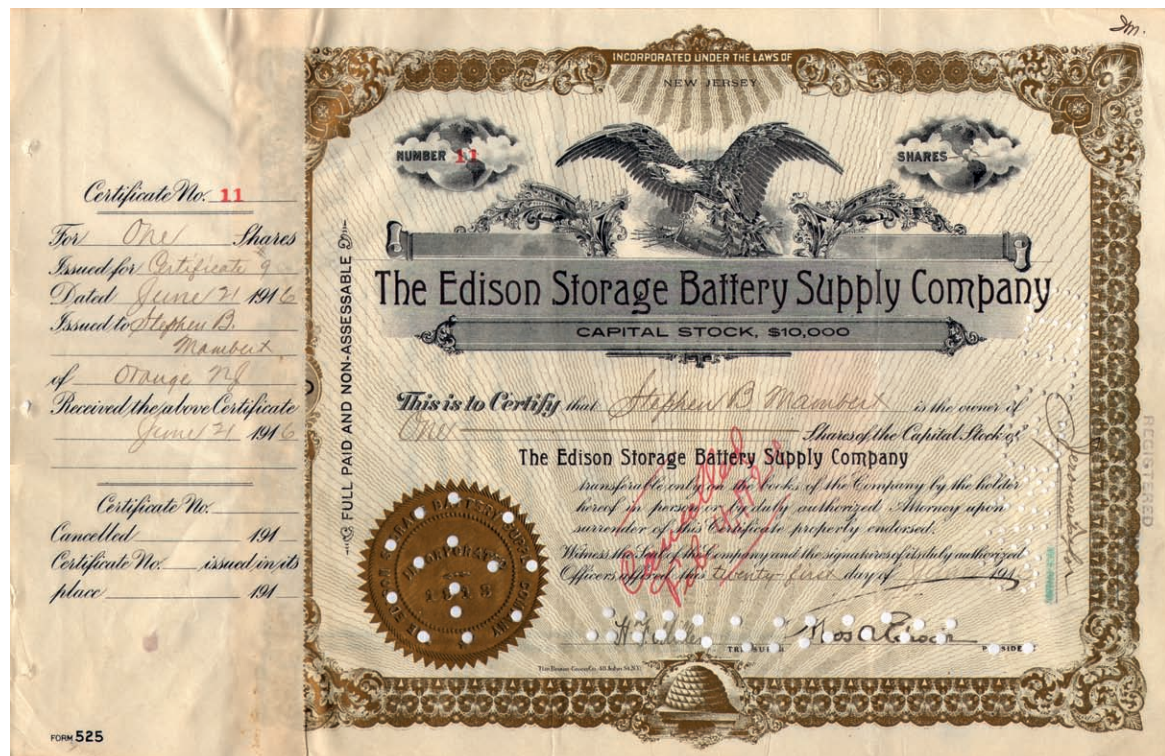 Certificate No. 11
For One Shares
Issued for Certificate 9
Dated June 21 1916
Issued to Stephen B.
Mambert
of Orange NJ
Received the above Certificate
June 21 1916
Certificate No.
Cancelled 191
Certificate No. issued in its
place 191
FORM 525
INCORPORATED UNDER THE LAWS OF
NEW JERSEY
NUMBER 11
SHARES
The Edison Storage Battery Supply Company
CAPITAL STOCK, $10,000
FULL PAID AND NON-ASSESSABLE
This is to Certify that Stephen B. Mambert is the owner of
One Shares of the Capital Stock of
The Edison Storage Battery Supply Company
transferable only on the books of the Company by the holder
hereof in person or by duly authorized Attorney upon
surrender of this Certificate properly endorsed.
Witness the Seal of the Company and the signatures of its duly authorized
Officers affixed this twenty-first day of 191
Cancelled
TREASURER
PRESIDENT
INCORPORATED
1913
REGISTERED